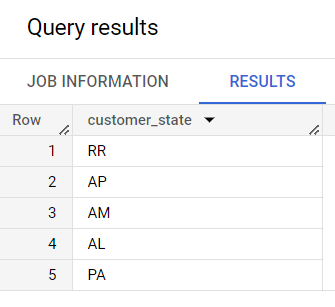 Query results
JOB INFORMATION RESULTS
Row customer_state
1 RR
2 AP
3 AM
4 AL
5 PA